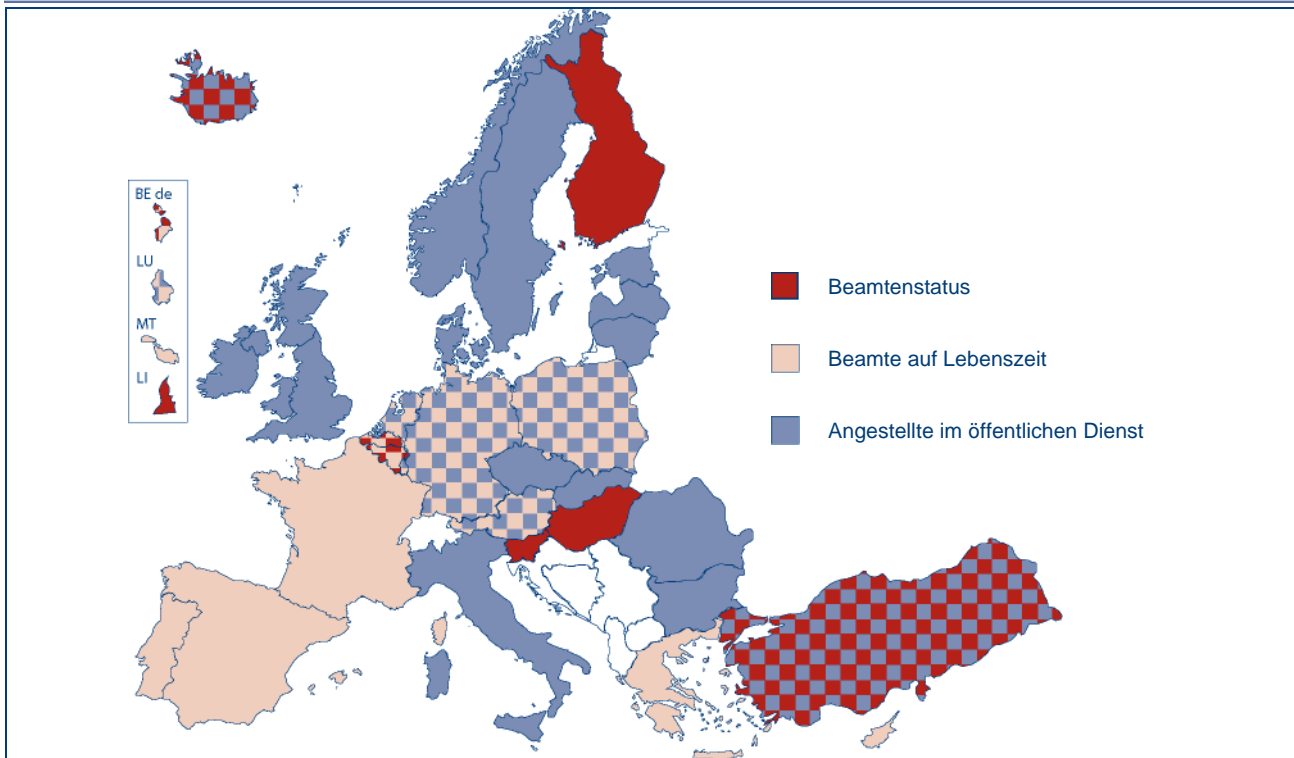 BE de
LU
MT
LI
Beamtenstatus
Beamte auf Lebenszeit
Angestellte im öffentlichen Dienst